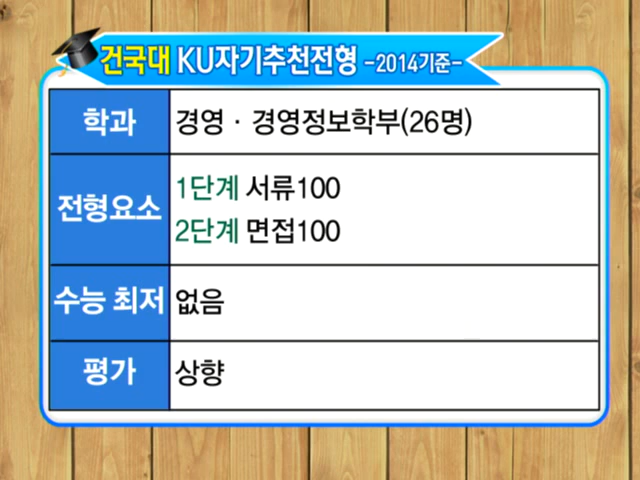 건국대 KU자기추천전형 -2014기준-
학과 경영·경영정보학부(26명)
전형요소 1단계 서류100
2단계 면접100
수능 최저 없음
평가 상향